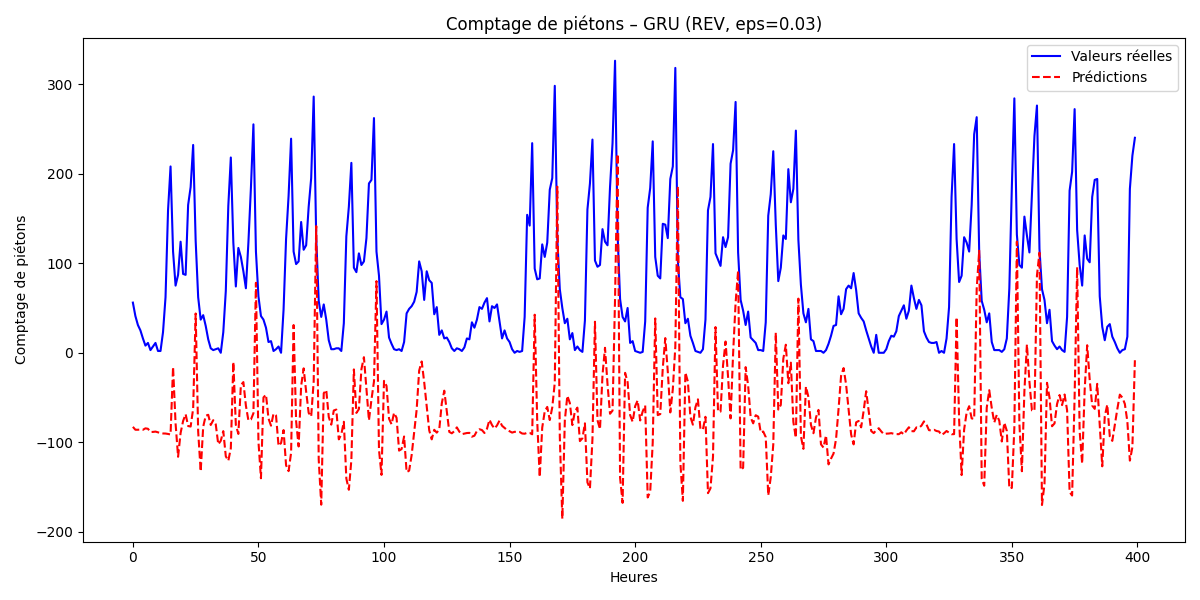 Comptage de piétons – GRU (REV, eps=0.03)
Valeurs réelles
Prédictions
Comptage de piétons
300
200
100
0
−100
−200
0 50 100 150 200 250 300 350 400
Heures